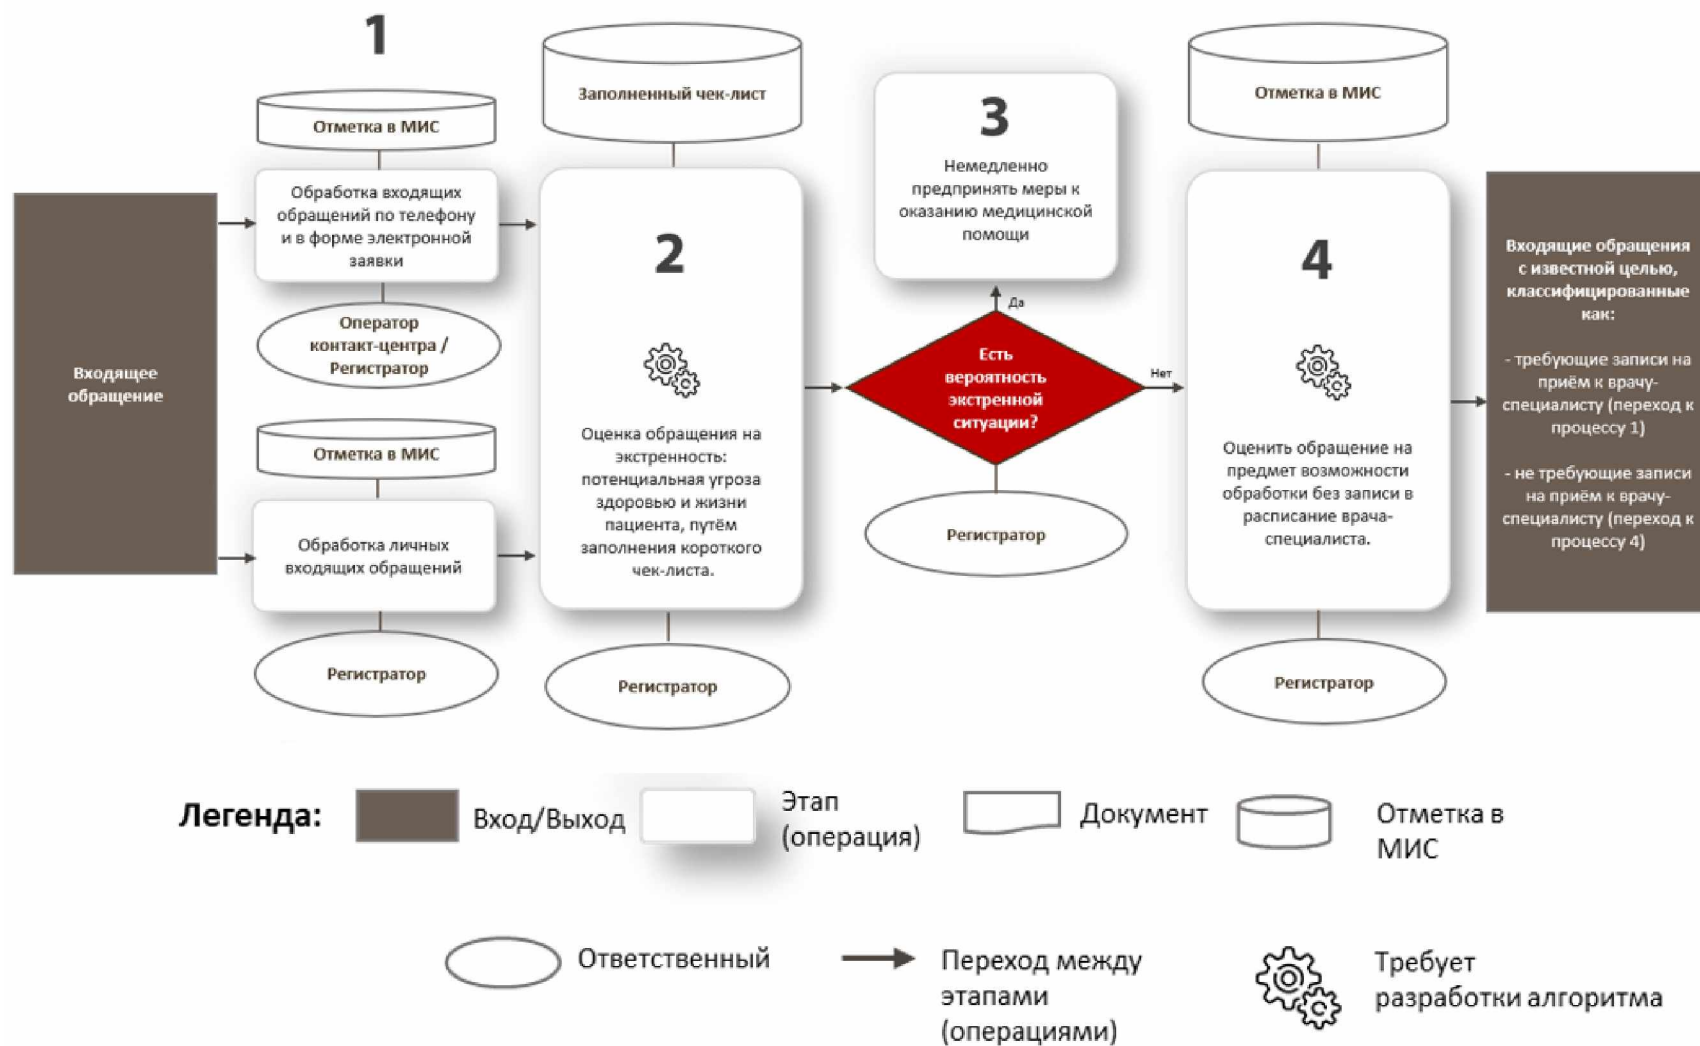 1
Отметка в МИС
Обработка входящих
обращений по телефону
и в форме электронной
заявки
Оператор
контакт-центра /
Регистратор
Входящее
обращение
Отметка в МИС
Обработка личных
входящих обращений
Регистратор
Заполненный чек-лист
2
Оценка обращения на
экстренность:
потенциальная угроза
здоровью и жизни
пациента, путём
заполнения короткого
чек-листа.
Регистратор
3
Немедленно
предпринять меры к
оказанию медицинской
помощи
Да
Есть
вероятность
экстренной
ситуации?
Нет
Регистратор
Отметка в МИС
4
Оценить обращение на
предмет возможности
обработки без записи в
расписание врача-
специалиста.
Регистратор
Входящие обращения
с известной целью,
классифицированные
как:
- требующие записи на
приём к врачу-
специалисту (переход к
процессу 1)
- не требующие записи
на приём к врачу-
специалисту (переход к
процессу 4)
Легенда:
Вход/Выход
Этап
(операция)
Документ
Отметка в
МИС
Ответственный
Переход между
этапами
(операциями)
Требует
разработки алгоритма